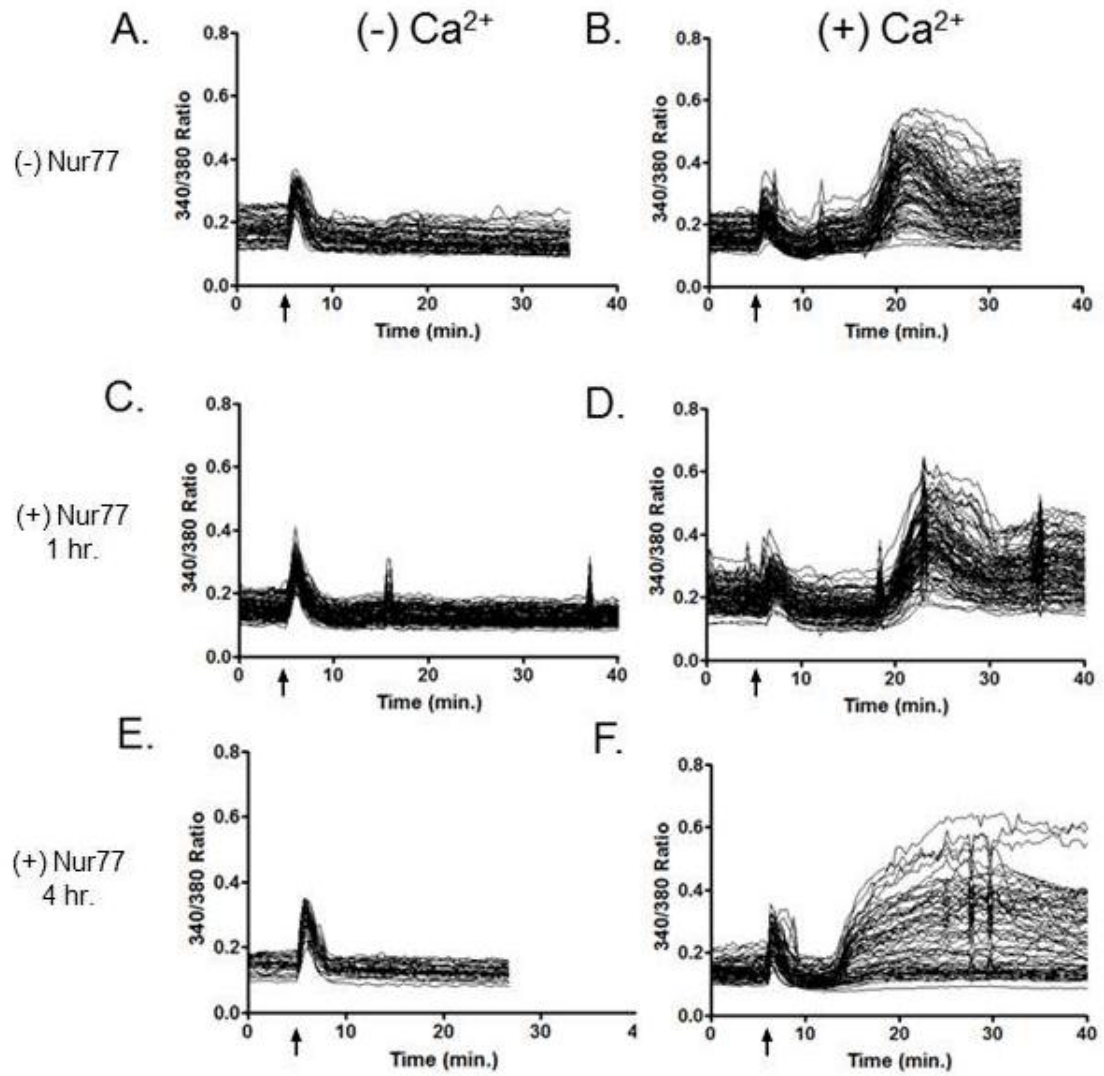 A.
(-) Ca²⁺
B.
(+) Ca²⁺
(-) Nur77
340/380 Ratio
0.8
0.6
0.4
0.2
0.0
0 10 20 30 40
Time (min.)
340/380 Ratio
0.8
0.6
0.4
0.2
0.0
0 10 20 30 40
Time (min.)
C.
D.
(+) Nur77
1 hr.
340/380 Ratio
0.8
0.6
0.4
0.2
0.0
0 10 20 30 40
Time (min.)
340/380 Ratio
0.8
0.6
0.4
0.2
0.0
0 10 20 30 40
Time (min.)
E.
F.
(+) Nur77
4 hr.
340/380 Ratio
0.8
0.6
0.4
0.2
0.0
0 10 20 30 40
Time (min.)
340/380 Ratio
0.8
0.6
0.4
0.2
0.0
0 10 20 30 40
Time (min.)